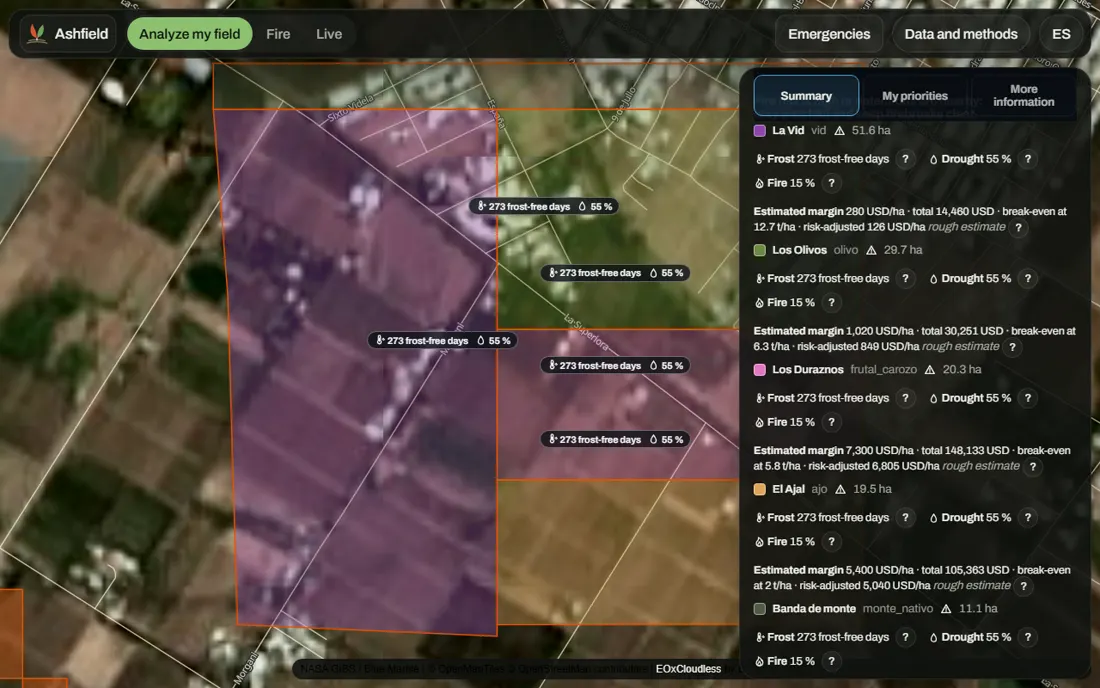 Ashfield
Analyze my field
Fire
Live
Emergencies
Data and methods
ES
Sixto Videla
España
9 de Julio
273 frost-free days 55 %
273 frost-free days 55 %
273 frost-free days 55 %
La Superiora
273 frost-free days 55 %
273 frost-free days 55 %
Morgani
EOxCloudless
Summary
My priorities
More
information
La Vid vid 51.6 ha
Frost 273 frost-free days ? Drought 55 % ?
Fire 15 % ?
Estimated margin 280 USD/ha · total 14,460 USD · break-even at
12.7 t/ha · risk-adjusted 126 USD/ha rough estimate ?
Los Olivos olivo 29.7 ha
Frost 273 frost-free days ? Drought 55 % ?
Fire 15 % ?
Estimated margin 1,020 USD/ha · total 30,251 USD · break-even at
6.3 t/ha · risk-adjusted 849 USD/ha rough estimate ?
Los Duraznos frutal_carozo 20.3 ha
Frost 273 frost-free days ? Drought 55 % ?
Fire 15 % ?
Estimated margin 7,300 USD/ha · total 148,133 USD · break-even
at 5.8 t/ha · risk-adjusted 6,805 USD/ha rough estimate ?
El Ajal ajo 19.5 ha
Frost 273 frost-free days ? Drought 55 % ?
Fire 15 % ?
Estimated margin 5,400 USD/ha · total 105,363 USD · break-even
at 2 t/ha · risk-adjusted 5,040 USD/ha rough estimate ?
Banda de monte monte_nativo 11.1 ha
Frost 273 frost-free days ? Drought 55 % ?
Fire 15 % ?